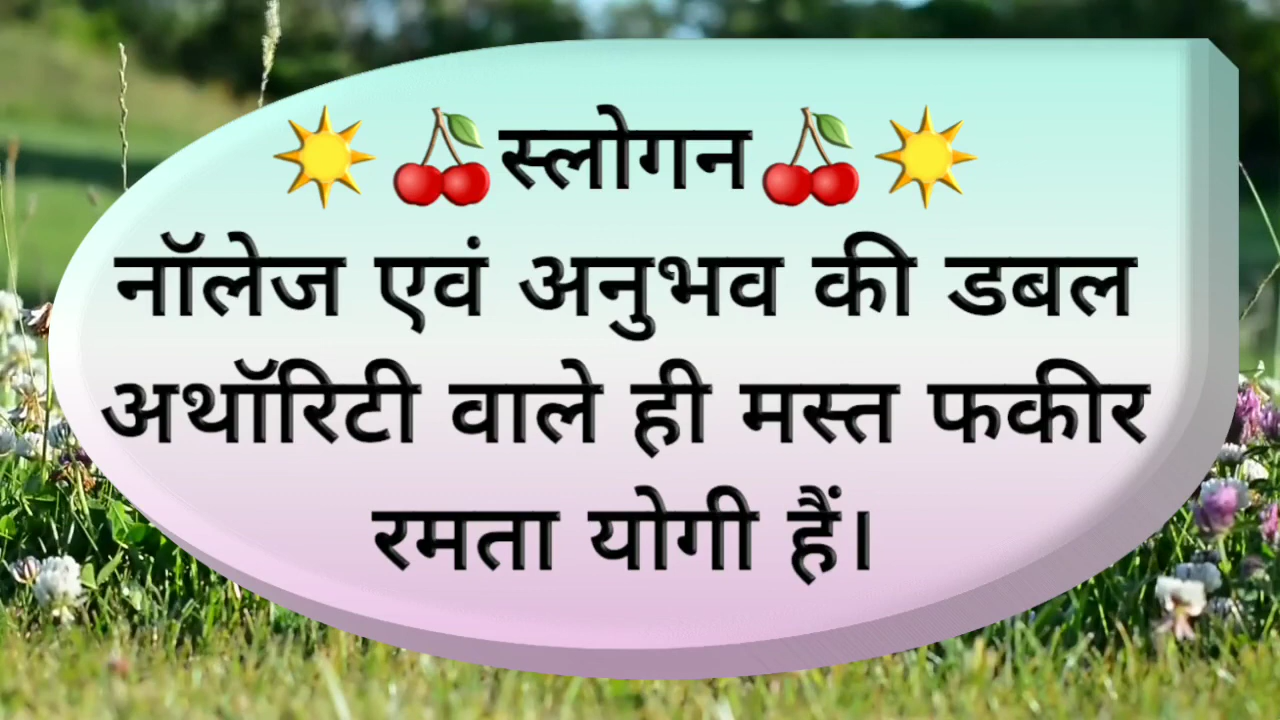 ☀️🍒स्लोगन🍒☀️
नॉलेज एवं अनुभव की डबल
अथॉरिटी वाले ही मस्त फकीर
रमता योगी हैं।